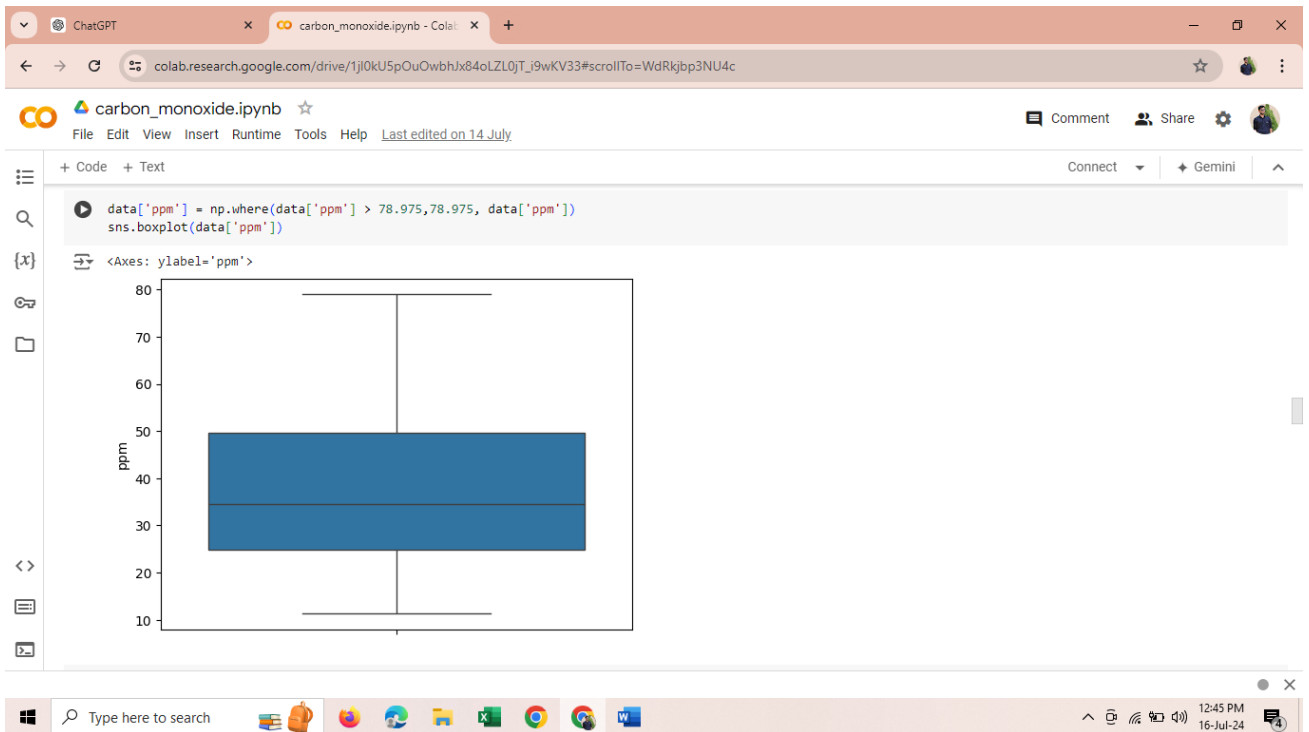 ChatGPT
carbon_monoxide.ipynb - Colab
colab.research.google.com/drive/1jl0kU5pOuOwbhJx84oLZL0jT_i9wKV33#scrollTo=WdRkjbp3NU4c
CO carbon_monoxide.ipynb
File Edit View Insert Runtime Tools Help Last edited on 14 July
Comment Share
+ Code + Text
Connect Gemini
data['ppm'] = np.where(data['ppm'] > 78.975,78.975, data['ppm'])
sns.boxplot(data['ppm'])
{x}
<Axes: ylabel='ppm'>
80
70
60
50
40
30
20
10
ppm
Type here to search
12:45 PM
16-Jul-24
4